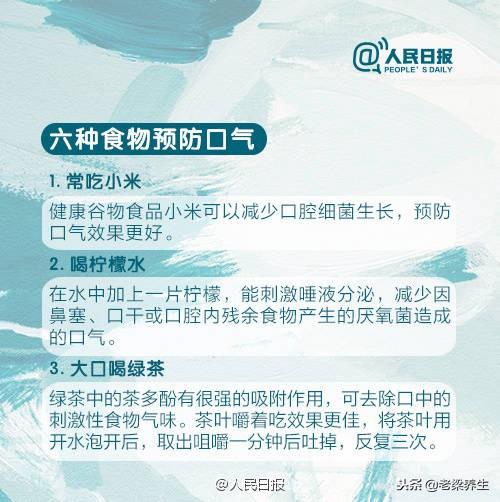 @人民日报
PEOPLE'S DAILY
六种食物预防口气
1. 常吃小米
健康谷物食品小米可以减少口腔细菌生长，预防
口气效果更好。
2. 喝柠檬水
在水中加上一片柠檬，能刺激唾液分泌，减少因
鼻塞、口干或口腔内残余食物产生的厌氧菌造成
的口气。
3. 大口喝绿茶
绿茶中的茶多酚有很强的吸附作用，可去除口中的
刺激性食物气味。茶叶嚼着吃效果更佳，将茶叶用
开水泡开后，取出咀嚼一分钟后吐掉，反复三次。
@人民日报
头条@老梁养生